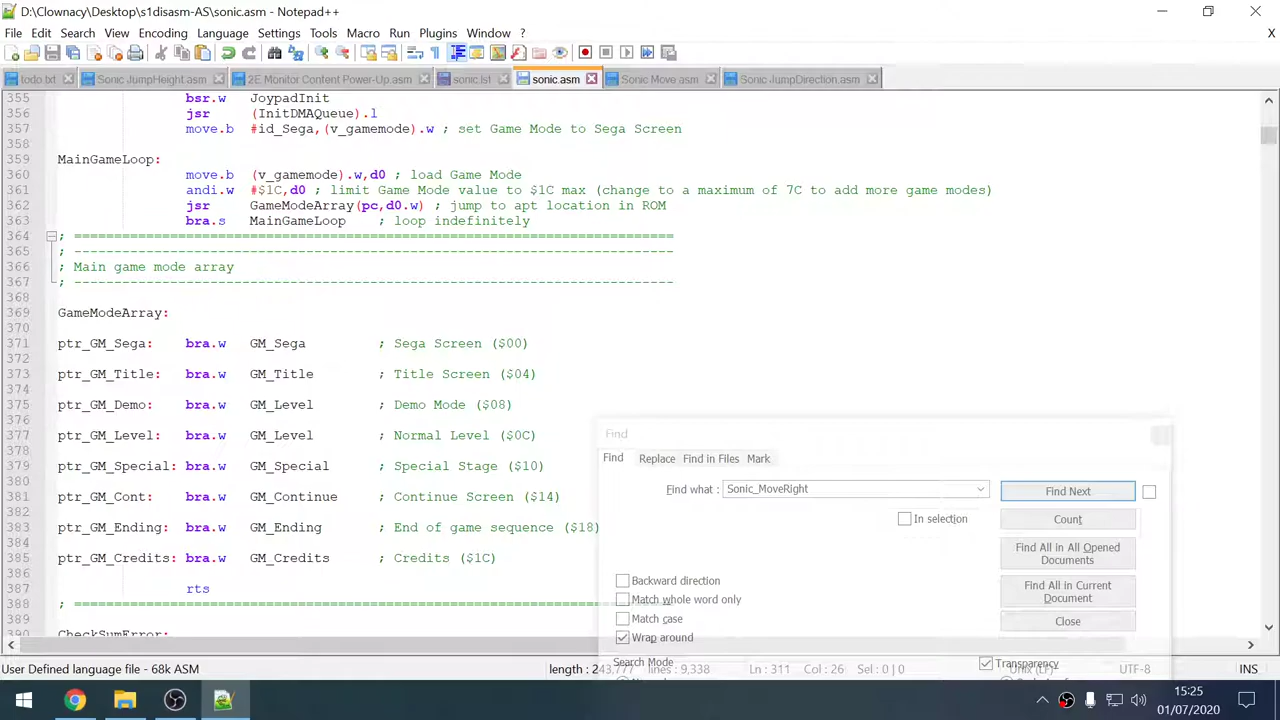 D:\Clownacy\Desktop\s1disasm-AS\sonic.asm - Notepad++
File Edit Search View Encoding Language Settings Tools Macro Run Plugins Window ? X
todo.txt Sonic JumpHeight.asm 2E Monitor Content Power-Up.asm sonic.lst sonic.asm Sonic Move.asm Sonic JumpDirection.asm
355 bsr.w JoypadInit
356 jsr (InitDMAQueue).l
357 move.b #id_Sega,(v_gamemode).w ; set Game Mode to Sega Screen
358
359 MainGameLoop:
360 move.b (v_gamemode).w,d0 ; load Game Mode
361 andi.w #$1C,d0 ; limit Game Mode value to $1C max (change to a maximum of 7C to add more game modes)
362 jsr GameModeArray(pc,d0.w) ; jump to apt location in ROM
363 bra.s MainGameLoop ; loop indefinitely
364 ; ===========================================================================
365 ; ---------------------------------------------------------------------------
366 ; Main game mode array
367 ; ---------------------------------------------------------------------------
368
369 GameModeArray:
370
371 ptr_GM_Sega: bra.w GM_Sega ; Sega Screen ($00)
372
373 ptr_GM_Title: bra.w GM_Title ; Title Screen ($04)
374
375 ptr_GM_Demo: bra.w GM_Level ; Demo Mode ($08)
376
377 ptr_GM_Level: bra.w GM_Level ; Normal Level ($0C)
378
379 ptr_GM_Special: bra.w GM_Special ; Special Stage ($10)
380
381 ptr_GM_Cont: bra.w GM_Continue ; Continue Screen ($14)
382
383 ptr_GM_Ending: bra.w GM_Ending ; End of game sequence ($18)
384
385 ptr_GM_Credits: bra.w GM_Credits ; Credits ($1C)
386
387 rts
388 ; ===========================================================================
389
390 CheckSumError:
Find
Find Replace Find in Files Mark
Find what : Sonic_MoveRight Find Next
In selection Count
Find All in All Opened Documents
Find All in Current Document
Close
Backward direction
Match whole word only
Match case
Wrap around
Search Mode Transparency
User Defined language file - 68k ASM length : 243,777 lines : 9,338 Ln : 311 Col : 26 Sel : 0 | 0 Unix (LF) UTF-8 INS
15:25
01/07/2020